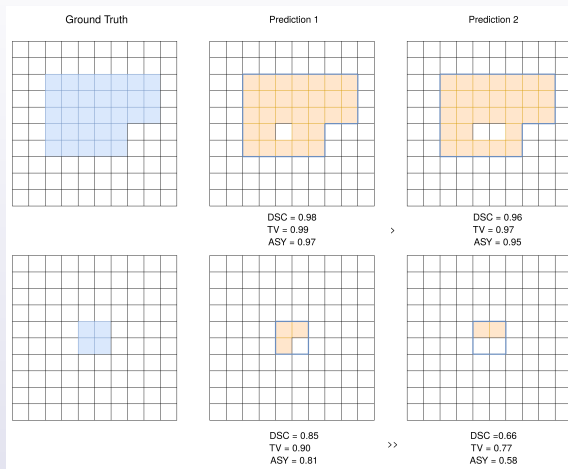 Ground Truth Prediction 1 Prediction 2
DSC = 0.98 DSC = 0.96
TV = 0.99 > TV = 0.97
ASY = 0.97 ASY = 0.95
DSC = 0.85 DSC =0.66
TV = 0.90 >> TV = 0.77
ASY = 0.81 ASY = 0.58